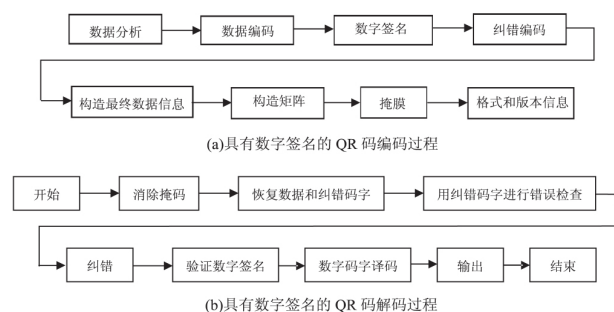 数据分析 数据编码 数字签名 纠错编码
构造最终数据信息 构造矩阵 掩膜 格式和版本信息
(a)具有数字签名的 QR 码编码过程
开始 消除掩码 恢复数据和纠错码字 用纠错码字进行错误检查
纠错 验证数字签名 数字码字译码 输出 结束
(b)具有数字签名的 QR 码解码过程